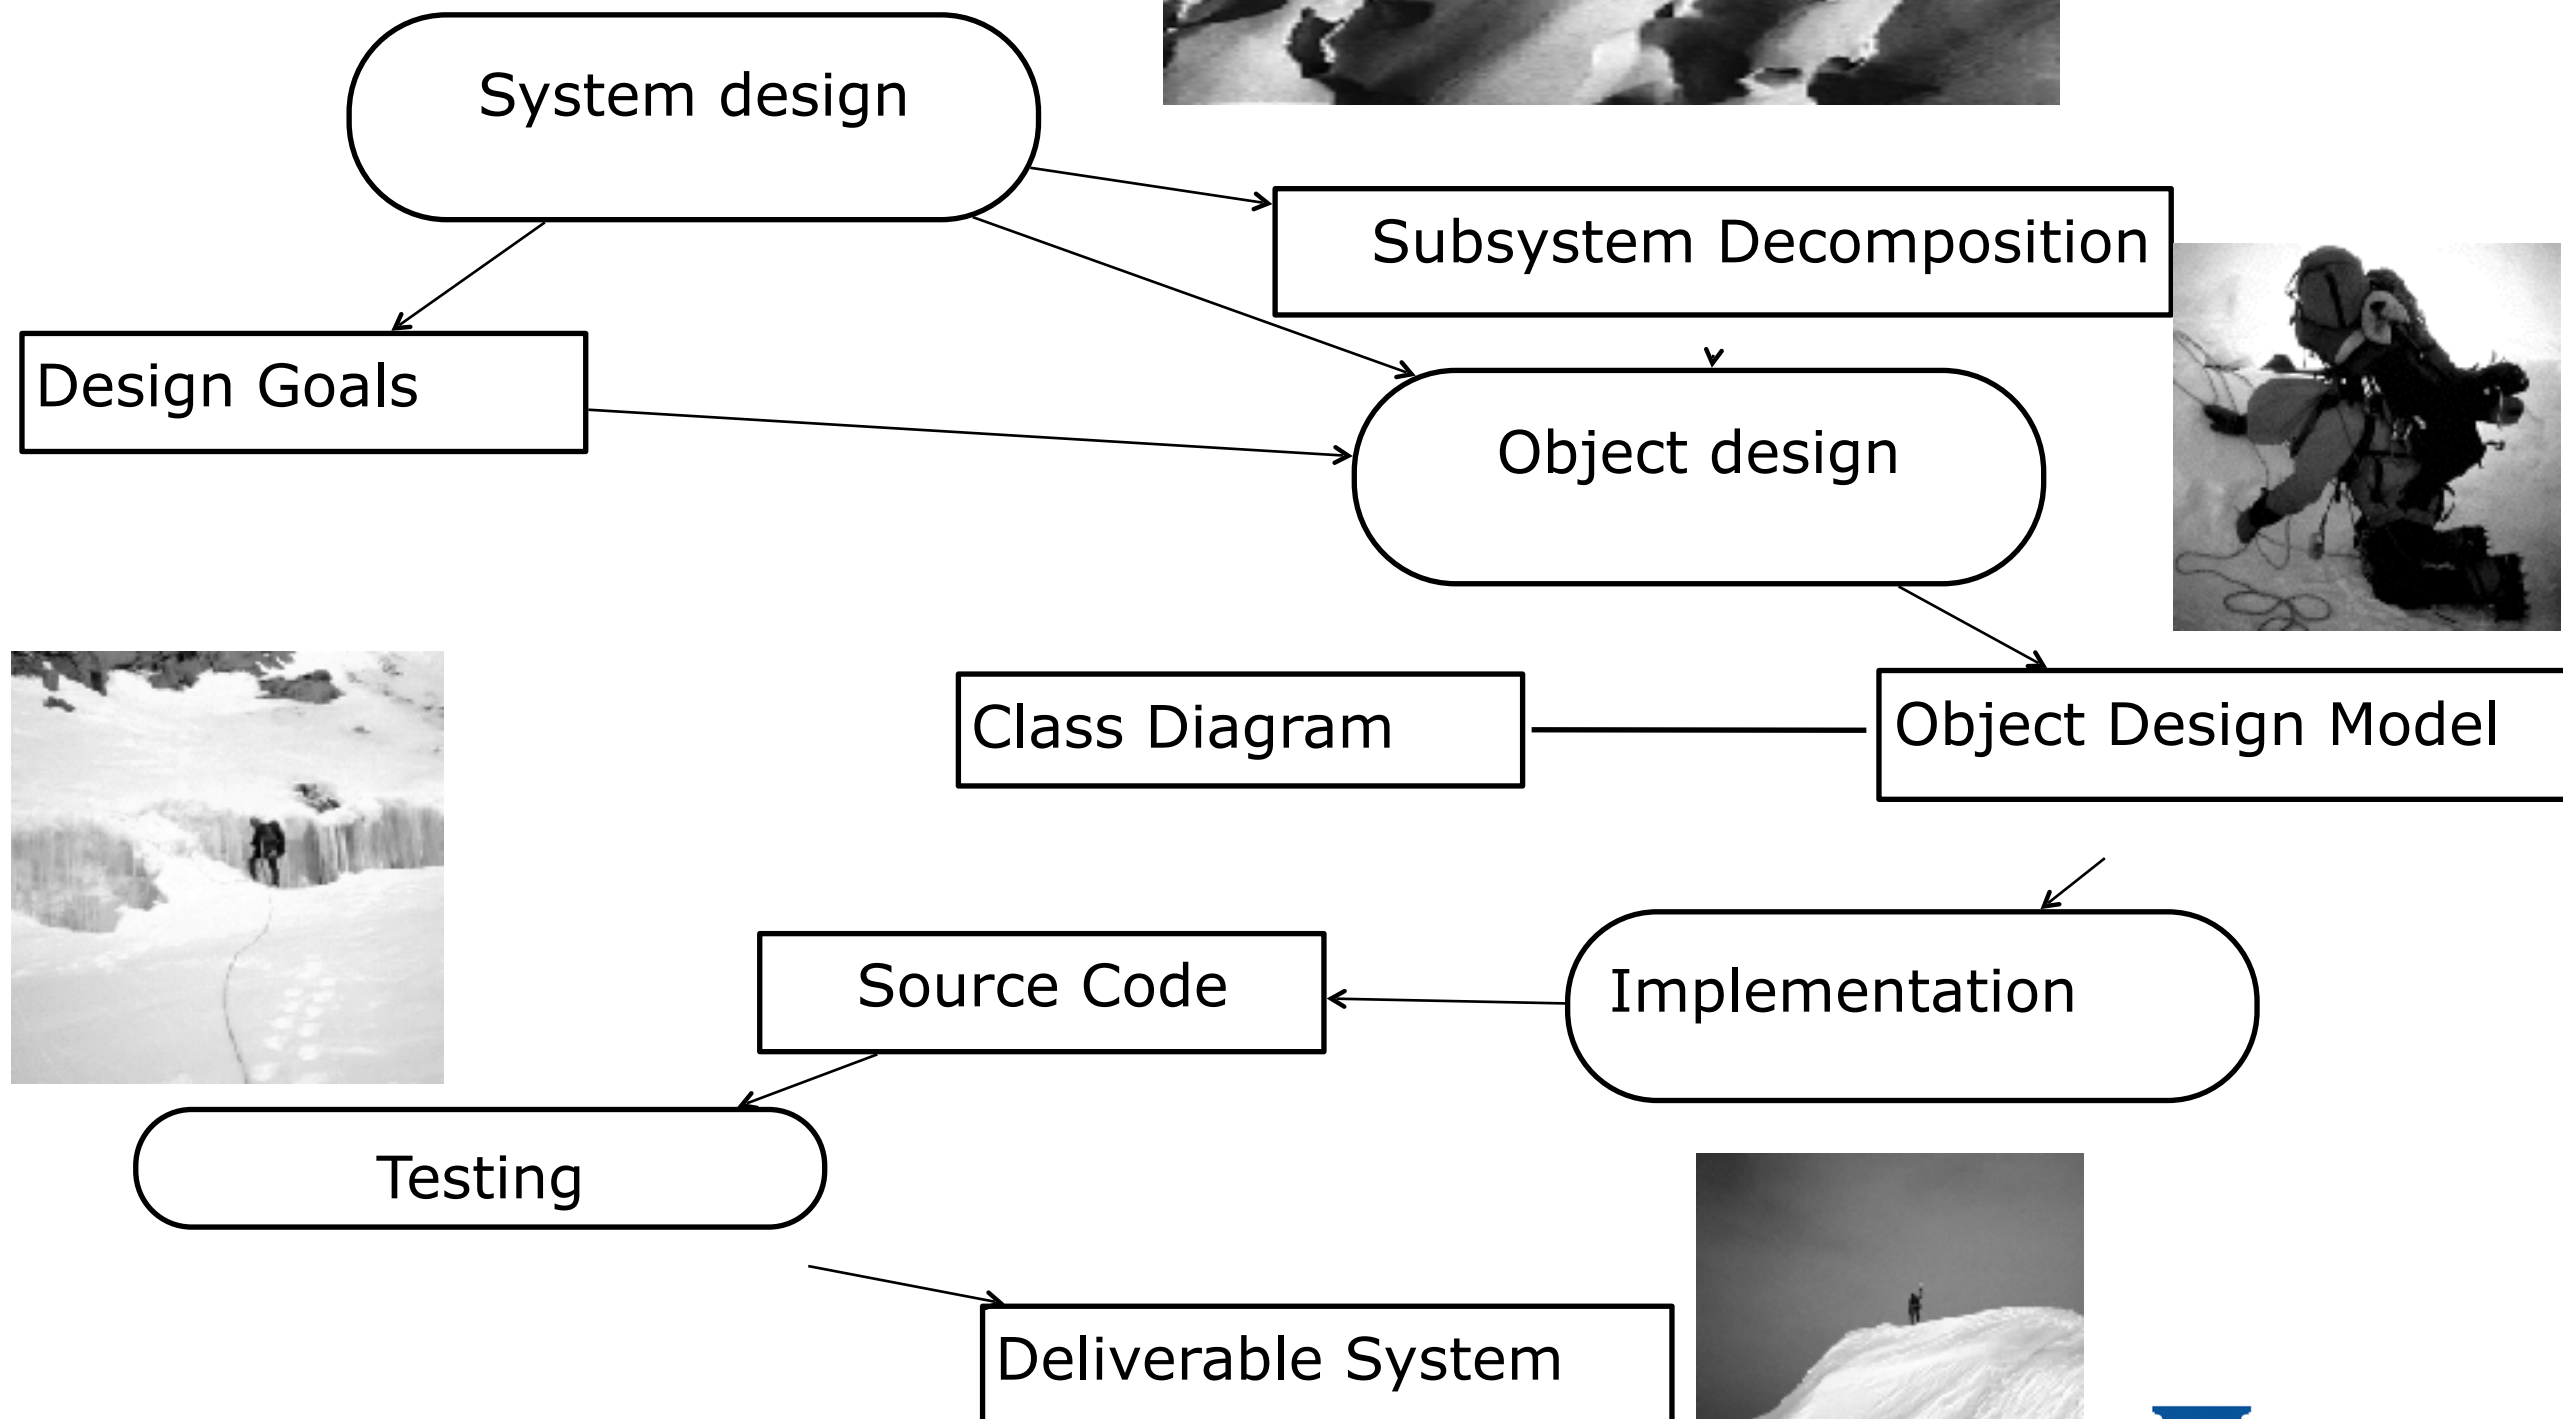 System design
Subsystem Decomposition
Design Goals
Object design
Class Diagram
Object Design Model
Source Code
Implementation
Testing
Deliverable System